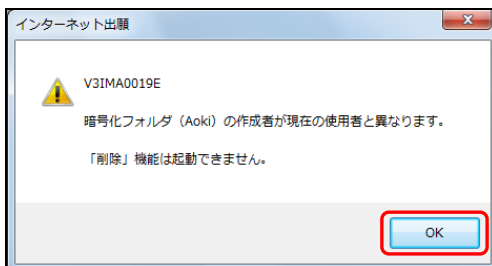 インターネット出願
V3IMA0019E
暗号化フォルダ（Aoki）の作成者が現在の使用者と異なります。
「削除」機能は起動できません。
OK